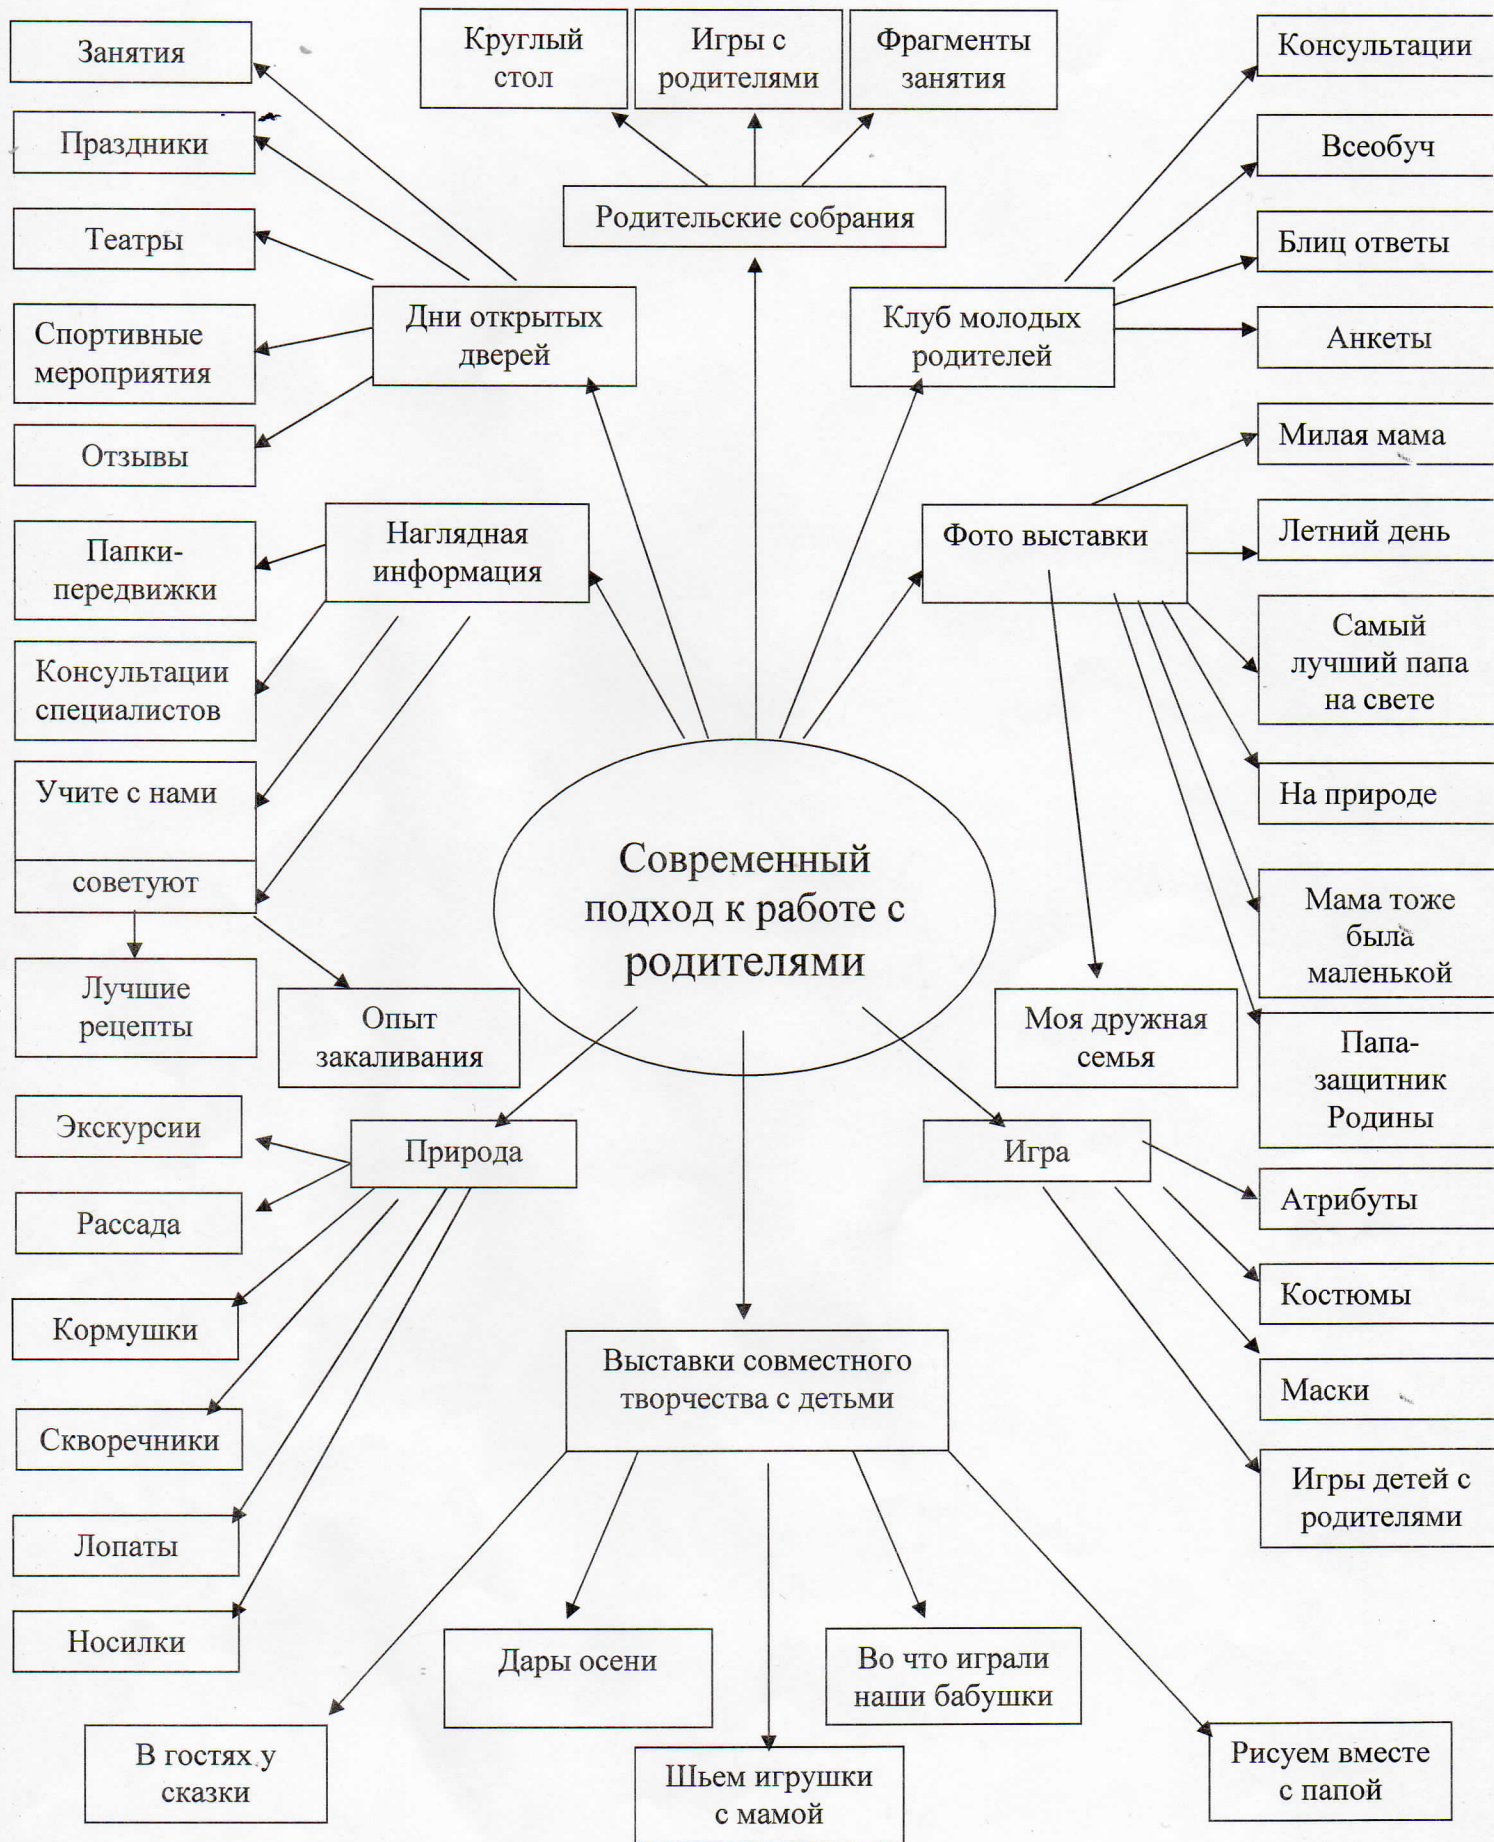 Занятия
Праздники
Театры
Спортивные
мероприятия
Отзывы
Папки-
передвижки
Консультации
специалистов
Учите с нами
советуют
Лучшие
рецепты
Опыт
закаливания
Экскурсии
Рассада
Кормушки
Скворечники
Лопаты
Носилки
Круглый
стол
Игры с
родителями
Фрагменты
занятия
Родительские собрания
Дни открытых
дверей
Клуб молодых
родителей
Наглядная
информация
Фото выставки
Современный
подход к работе с
родителями
Природа
Игра
Моя дружная
семья
Выставки совместного
творчества с детьми
В гостях у
сказки
Дары осени
Шьем игрушки
с мамой
Во что играли
наши бабушки
Рисуем вместе
с папой
Консультации
Всеобуч
Блиц ответы
Анкеты
Милая мама
Летний день
Самый
лучший папа
на свете
На природе
Мама тоже
была
маленькой
Папа-
защитник
Родины
Атрибуты
Костюмы
Маски
Игры детей с
родителями